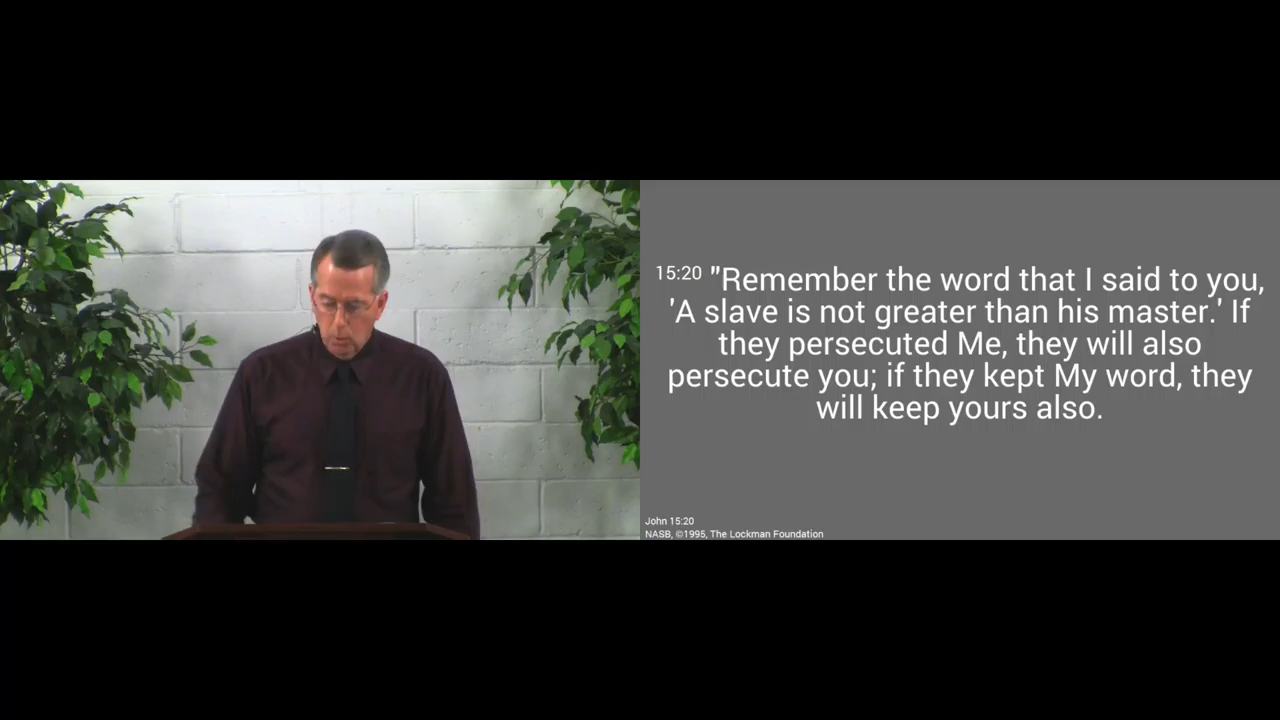 15:20 "Remember the word that I said to you,
'A slave is not greater than his master.' If
they persecuted Me, they will also
persecute you; if they kept My word, they
will keep yours also.
John 15:20
NASB, ©1995, The Lockman Foundation